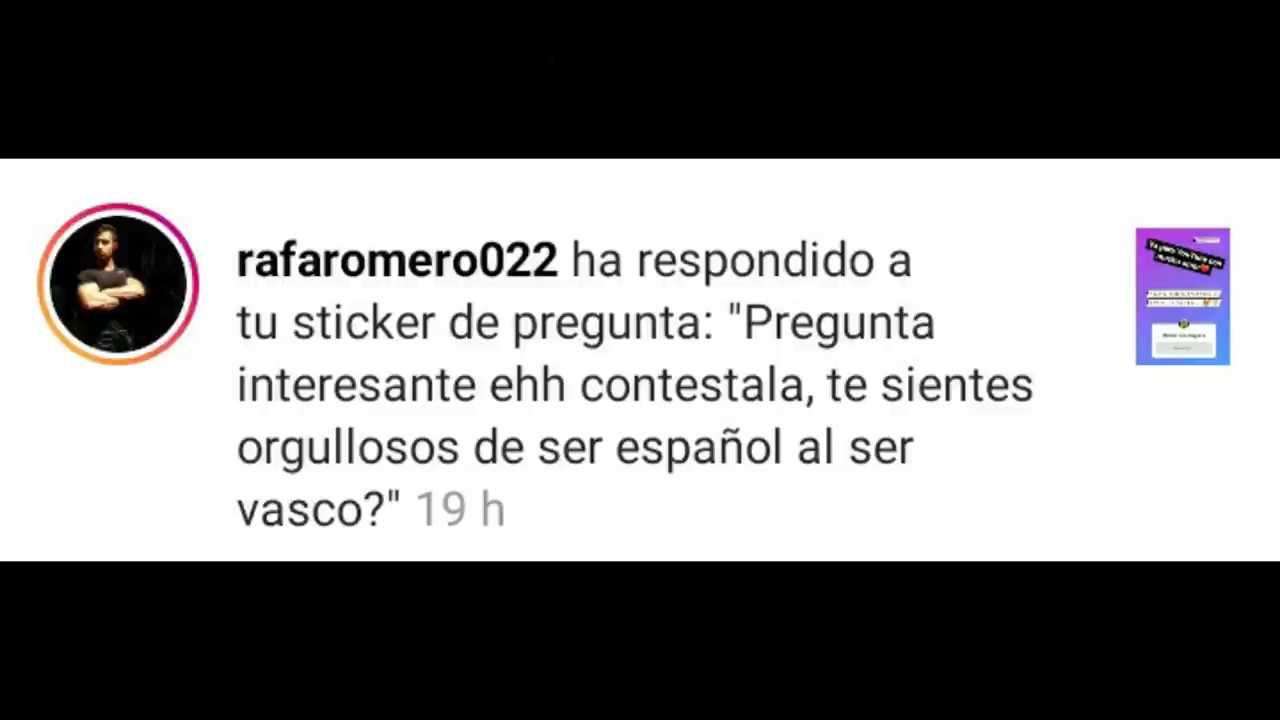 rafaromero022 ha respondido a
tu sticker de pregunta: "Pregunta
interesante ehh contestala, te sientes
orgullosos de ser español al ser
vasco?" 19 h